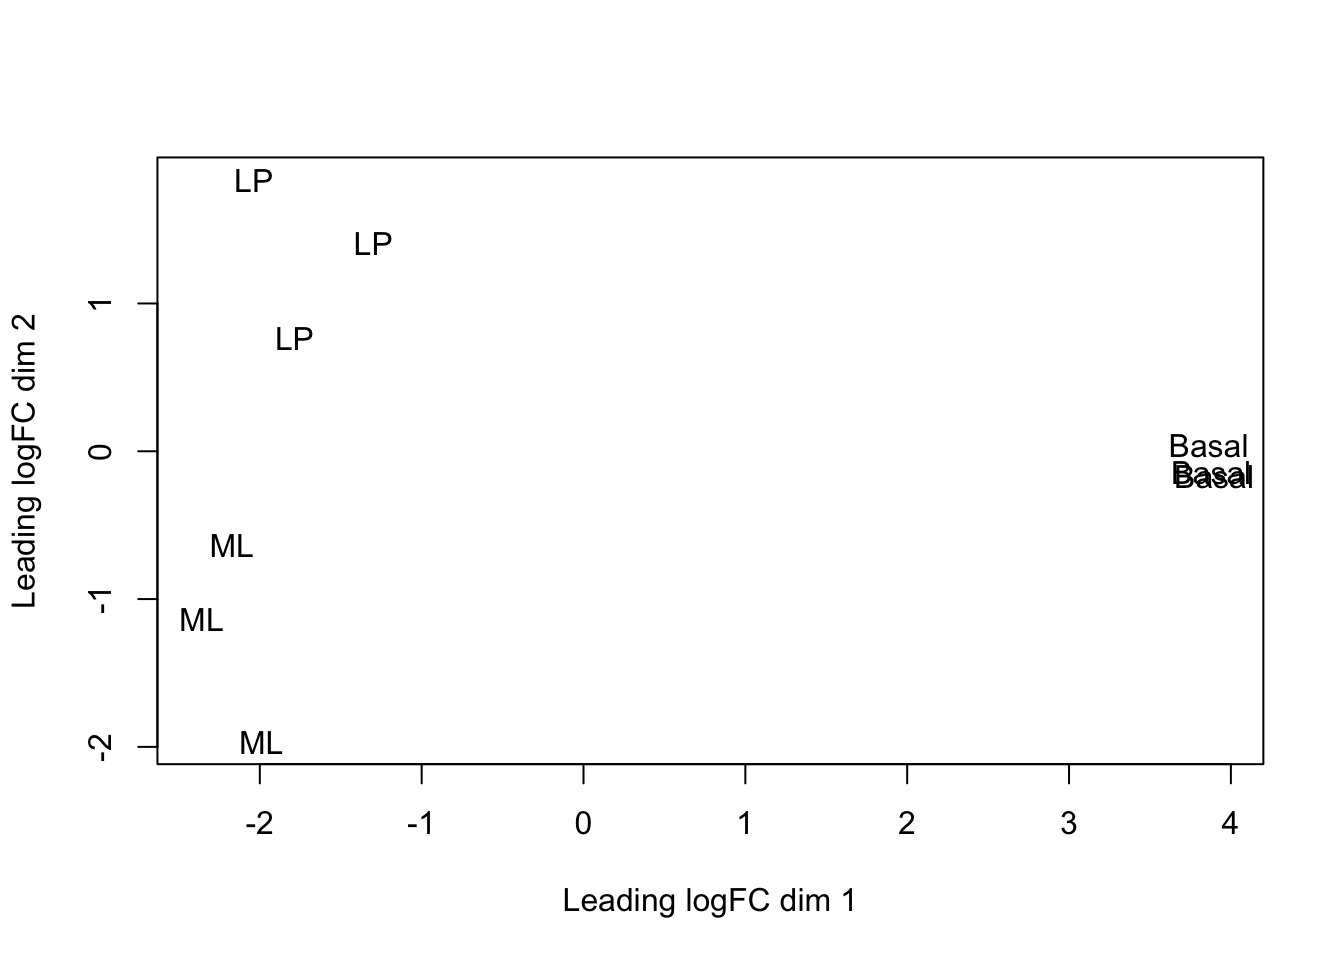 LP
LP
1
LP
Leading logFC dim 2
0
Basal
Basal
Basal
ML
-1
ML
-2
ML
-2 -1 0 1 2 3 4
Leading logFC dim 1